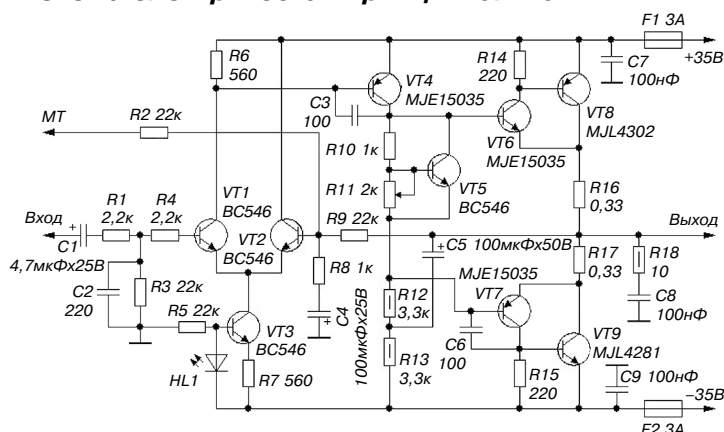 F1 3А
+35В
R6
560
VT4
MJE15035
R14
220
C7
100нФ
C3
100
VT8
MJL4302
МТ
R2 22к
VT6
MJE15035
R10 1к
R11 2к
VT5
BC546
R16
0,33
Вход
C1
4,7мкФх25В
R1
2,2к
R4
2,2к
VT1
BC546
VT2
BC546
R9 22к
Выход
C5 100мкФх50В
R17
0,33
R18
10
C8
100нФ
R8 1к
C4
100мкФх25В
MJE15035
VT7
R12
3,3к
C2
220
R3 22к
R5 22к
VT3
BC546
HL1
R7 560
R13
3,3к
C6
100
R15
220
VT9
MJL4281
C9 100нФ
–35В
F2 3А